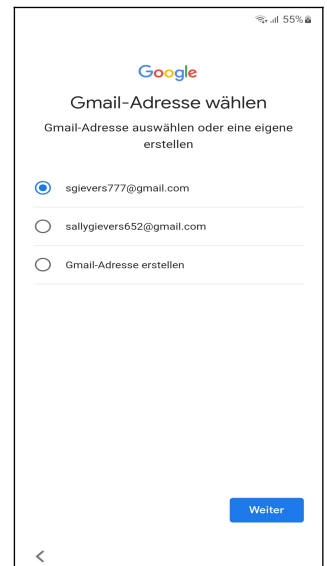 55%
Google
Gmail-Adresse wählen
Gmail-Adresse auswählen oder eine eigene
erstellen
sgievers777@gmail.com
sallygievers652@gmail.com
Gmail-Adresse erstellen
Weiter